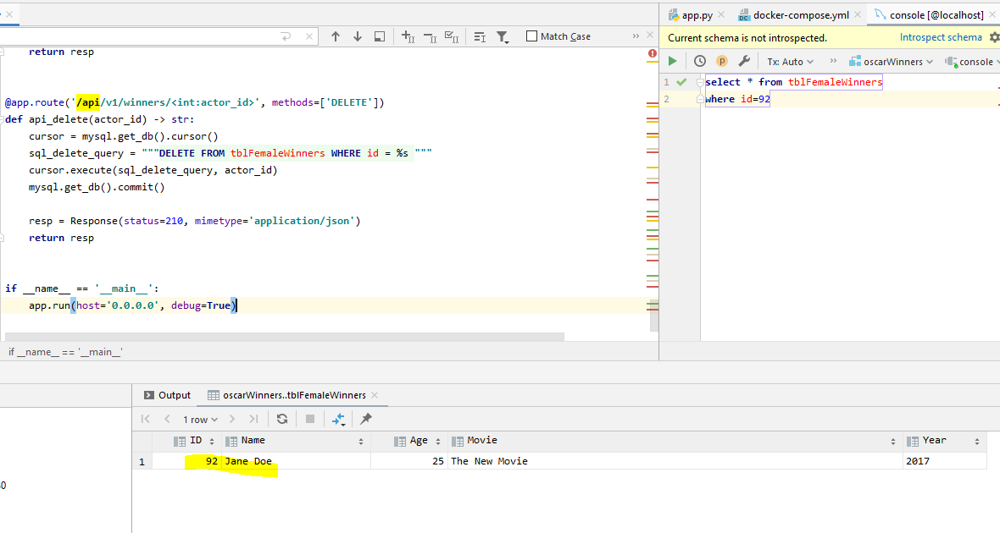 app.py
docker-compose.yml
console [@localhost]
Match Case
Current schema is not introspected.
Introspect schema
Tx: Auto
oscarWinners
console
return resp
@app.route('/api/v1/winners/<int:actor_id>', methods=['DELETE'])
def api_delete(actor_id) -> str:
cursor = mysql.get_db().cursor()
sql_delete_query = """DELETE FROM tblFemaleWinners WHERE id = %s """
cursor.execute(sql_delete_query, actor_id)
mysql.get_db().commit()
resp = Response(status=210, mimetype='application/json')
return resp
if __name__ == '__main__':
app.run(host='0.0.0.0', debug=True)
if __name__ == '__main__'
1 select * from tblFemaleWinners
2 where id=92
Output
oscarWinners..tblFemaleWinners
1 row
ID Name Age Movie Year
1 92 Jane Doe 25 The New Movie 2017